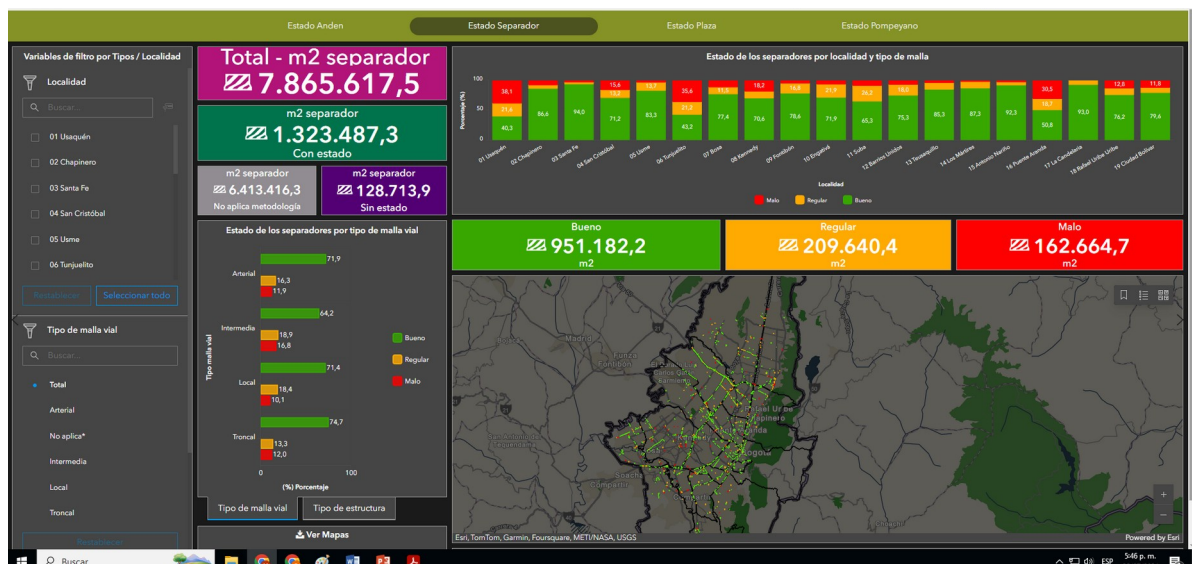 Estado Anden
Estado Separador
Estado Plaza
Estado Pompeyano
Variables de filtro por Tipos / Localidad
Localidad
Buscar...
01 Usaquén
02 Chapinero
03 Santa Fe
04 San Cristóbal
05 Usme
06 Tunjuelito
Restablecer
Seleccionar todo
Tipo de malla vial
Buscar...
Total
Arterial
No aplica*
Intermedia
Local
Troncal
Restablecer
Total - m2 separador
7.865.617,5
m2 separador
1.323.487,3
Con estado
m2 separador
6.413.416,3
No aplica metodología
m2 separador
128.713,9
Sin estado
Estado de los separadores por tipo de malla vial
Tipo malla vial
Arterial
71,9
16,3
11,9
Intermedia
64,2
18,9
16,8
Local
71,4
18,4
10,1
Troncal
74,7
13,3
12,0
0
100
(%) Porcentaje
Bueno
Regular
Malo
Tipo de malla vial
Tipo de estructura
Ver Mapas
Estado de los separadores por localidad y tipo de malla
Porcentaje (%)
100
50
0
38,1
21,6
40,3
86,6
94,0
15,6
13,2
71,2
13,7
83,3
35,6
21,2
43,2
11,3
77,4
18,2
70,6
16,8
78,6
21,9
71,9
26,2
65,3
18,0
75,3
85,3
87,3
92,3
30,5
18,7
50,8
93,0
12,8
76,2
11,8
79,6
01 Usaquén
02 Chapinero
03 Santa Fe
04 San Cristóbal
05 Usme
06 Tunjuelito
07 Bosa
08 Kennedy
09 Fontibón
10 Engativá
11 Suba
12 Barrios Unidos
13 Teusaquillo
14 Los Mártires
15 Antonio Nariño
16 Puente Aranda
17 La Candelaria
18 Rafael Uribe Uribe
19 Ciudad Bolívar
Localidad
Malo
Regular
Bueno
Bueno
951.182,2
m2
Regular
209.640,4
m2
Malo
162.664,7
m2
Madrid
Funza
Fontibón
Rafael Uribe
Chapinero
Bogotá
Soacha
Compartir
+
−
Esri, TomTom, Garmin, Foursquare, METI/NASA, USGS
Powered by Esri
Buscar
ESP
5:46 p. m.